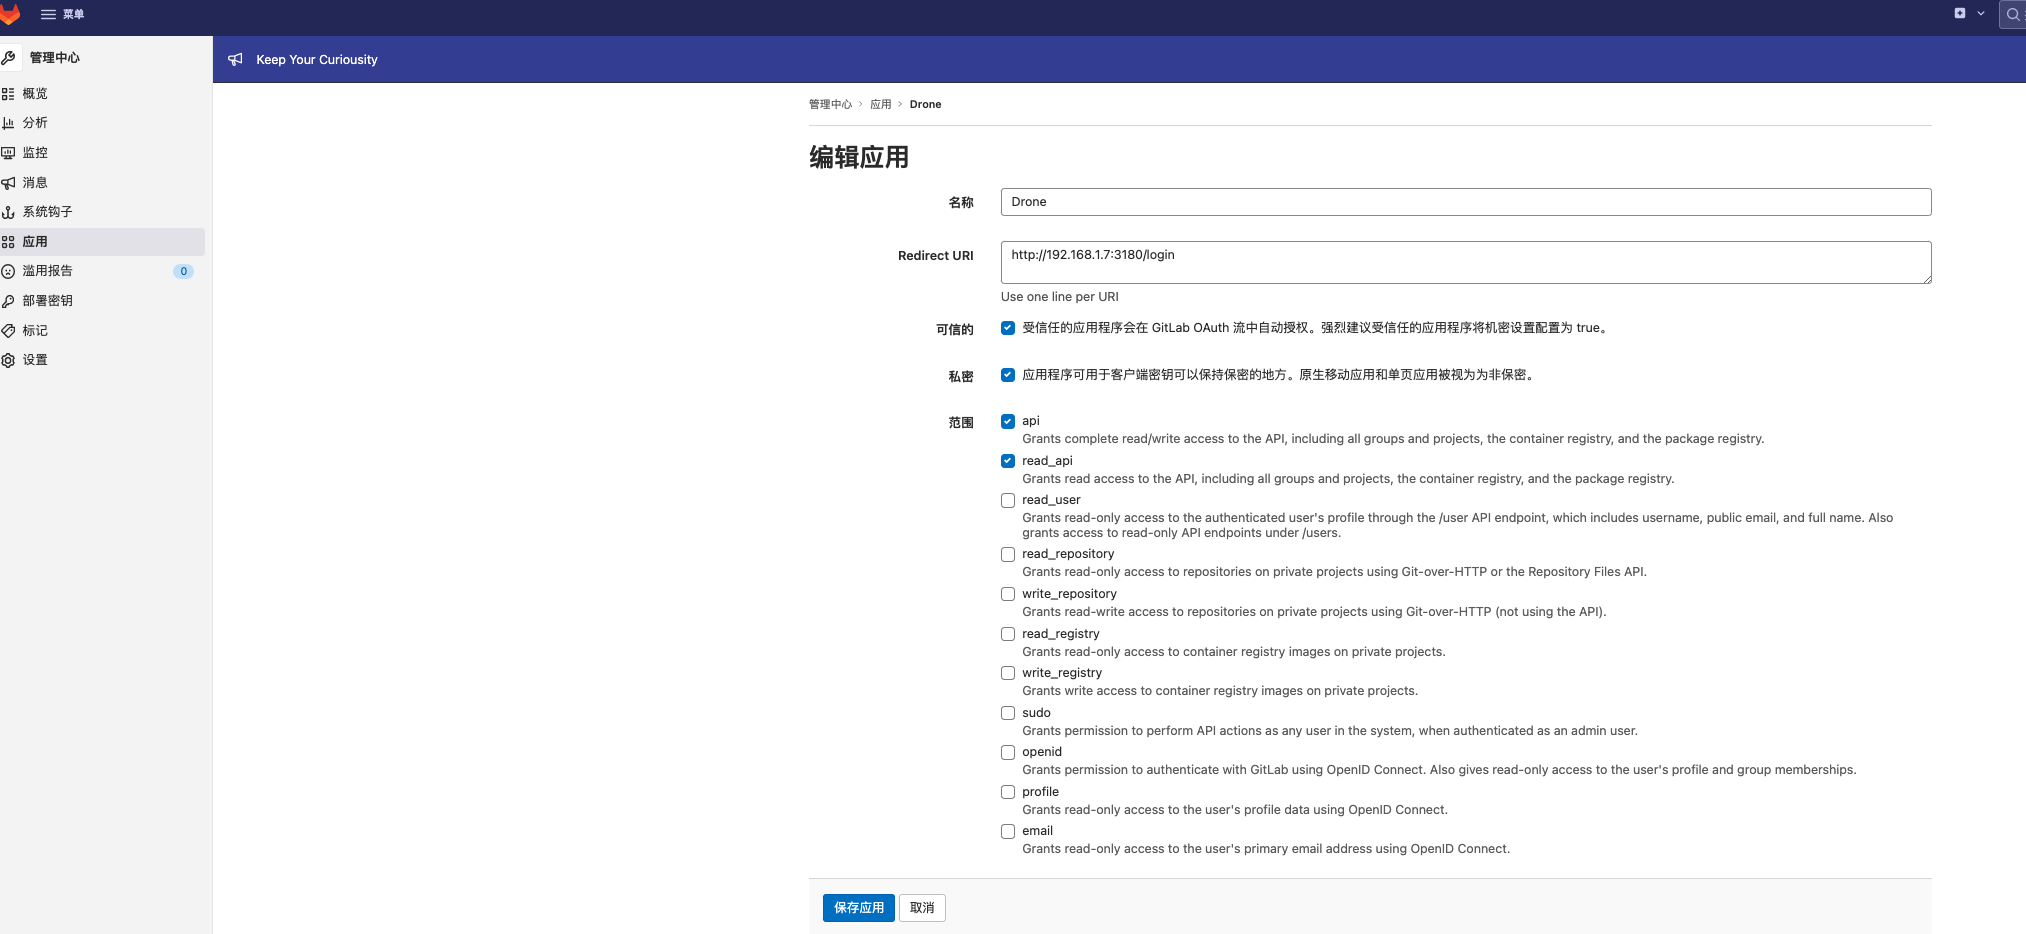 菜单
管理中心
Keep Your Curiousity
概览
分析
监控
消息
系统钩子
应用
滥用报告 0
部署密钥
标记
设置
管理中心 > 应用 > Drone
编辑应用
名称 Drone
Redirect URI http://192.168.1.7:3180/login
Use one line per URI
可信的 受信任的应用程序会在 GitLab OAuth 流中自动授权。强烈建议受信任的应用程序将机密设置配置为 true。
私密 应用程序可用于客户端密钥可以保持保密的地方。原生移动应用和单页应用被视为为非保密。
范围 api
Grants complete read/write access to the API, including all groups and projects, the container registry, and the package registry.
read_api
Grants read access to the API, including all groups and projects, the container registry, and the package registry.
read_user
Grants read-only access to the authenticated user's profile through the /user API endpoint, which includes username, public email, and full name. Also
grants access to read-only API endpoints under /users.
read_repository
Grants read-only access to repositories on private projects using Git-over-HTTP or the Repository Files API.
write_repository
Grants read-write access to repositories on private projects using Git-over-HTTP (not using the API).
read_registry
Grants read-only access to container registry images on private projects.
write_registry
Grants write access to container registry images on private projects.
sudo
Grants permission to perform API actions as any user in the system, when authenticated as an admin user.
openid
Grants permission to authenticate with GitLab using OpenID Connect. Also gives read-only access to the user's profile and group memberships.
profile
Grants read-only access to the user's profile data using OpenID Connect.
email
Grants read-only access to the user's primary email address using OpenID Connect.
保存应用 取消